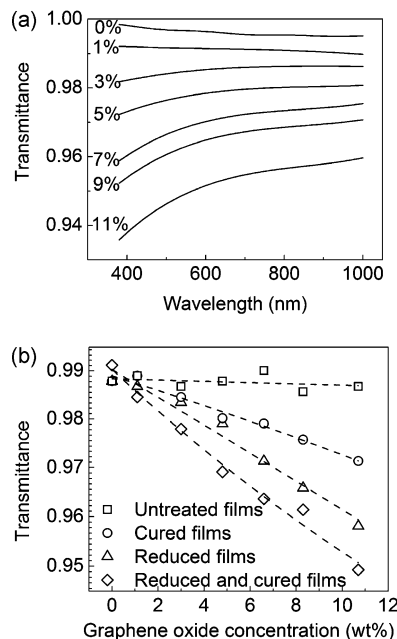 (a)
1.00
0.98
0.96
0.94
Transmittance
0%
1%
3%
5%
7%
9%
11%
400 600 800 1000
Wavelength (nm)
(b)
0.99
0.98
0.97
0.96
0.95
Transmittance
Untreated films
Cured films
Reduced films
Reduced and cured films
0 2 4 6 8 10 12
Graphene oxide concentration (wt%)